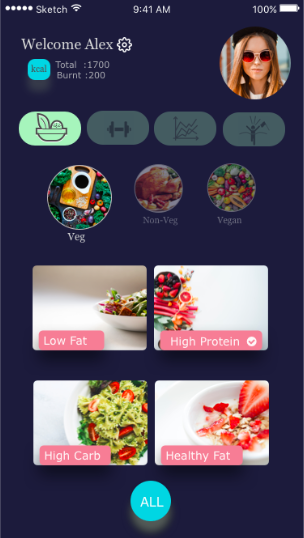 Sketch 9:41 AM 100%
Welcome Alex
kcal
Total :1700
Burnt :200
Veg
Non-Veg
Vegan
Low Fat
High Protein
High Carb
Healthy Fat
ALL